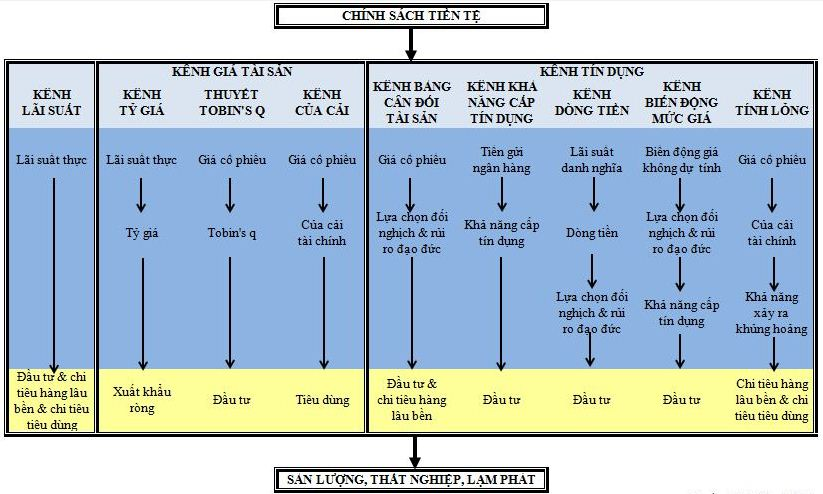 CHÍNH SÁCH TIỀN TỆ
KÊNH GIÁ TÀI SẢN
KÊNH TÍN DỤNG
KÊNH
LÃI SUẤT
KÊNH
TỶ GIÁ
THUYẾT
TOBIN'S Q
KÊNH
CỦA CẢI
KÊNH BẢNG
CÂN ĐỐI
TÀI SẢN
KÊNH KHẢ
NĂNG CẤP
TÍN DỤNG
KÊNH
DÒNG TIỀN
KÊNH
BIẾN ĐỘNG
MỨC GIÁ
KÊNH
TÍNH LỎNG
Lãi suất thực
Lãi suất thực
Giá cổ phiếu
Giá cổ phiếu
Giá cổ phiếu
Tiền gửi
ngân hàng
Lãi suất
danh nghĩa
Biến động giá
không dự tính
Giá cổ phiếu
Tỷ giá
Tobin's q
Của cải
tài chính
Lựa chọn đối
nghịch & rủi
ro đạo đức
Khả năng cấp
tín dụng
Dòng tiền
Lựa chọn đối
nghịch & rủi
ro đạo đức
Của cải
tài chính
Lựa chọn đối
nghịch & rủi
ro đạo đức
Khả năng cấp
tín dụng
Khả năng
xảy ra
khủng hoảng
Đầu tư & chi
tiêu hàng lâu
bền & chi tiêu
tiêu dùng
Xuất khẩu
ròng
Đầu tư
Tiêu dùng
Đầu tư &
chi tiêu hàng
lâu bền
Đầu tư
Đầu tư
Đầu tư
Chi tiêu hàng
lâu bền & chi
tiêu tiêu dùng
SẢN LƯỢNG, THẤT NGHIỆP, LẠM PHÁT